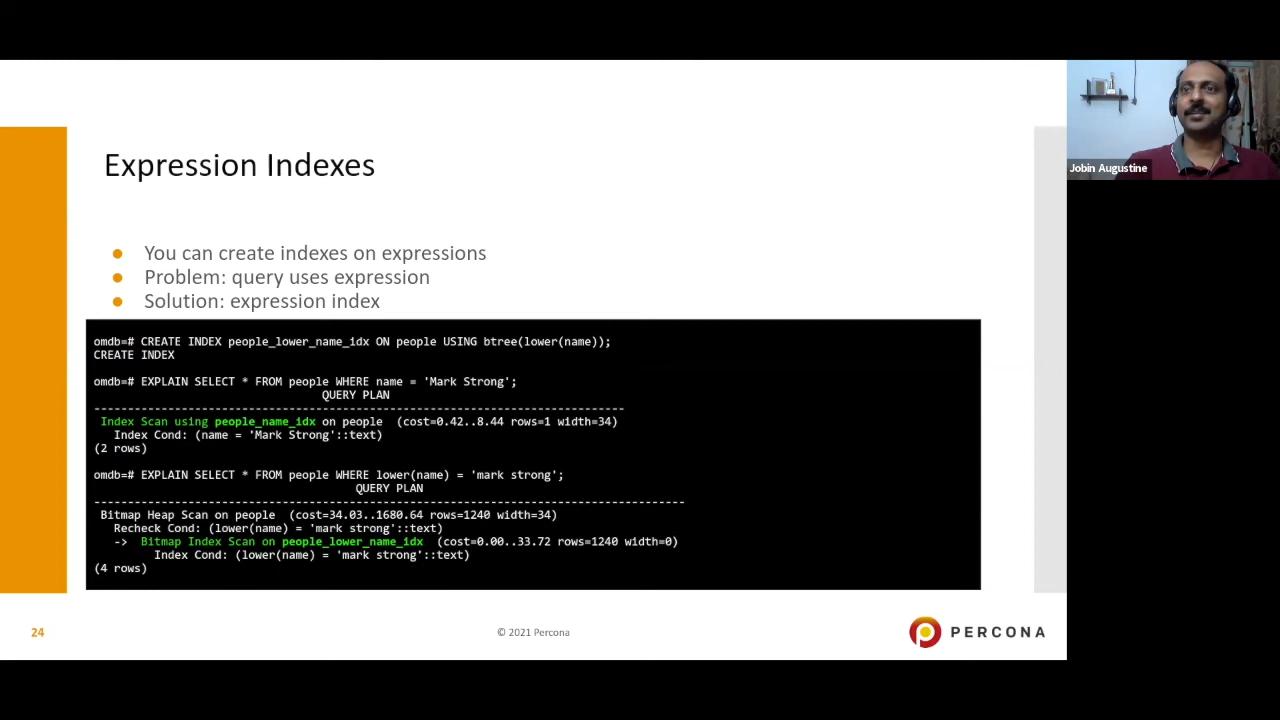 Expression Indexes
● You can create indexes on expressions
● Problem: query uses expression
● Solution: expression index
omdb=# CREATE INDEX people_lower_name_idx ON people USING btree(lower(name));
CREATE INDEX
omdb=# EXPLAIN SELECT * FROM people WHERE name = 'Mark Strong';
QUERY PLAN
-------------------------------------------------------------------------------
Index Scan using people_name_idx on people  (cost=0.42..8.44 rows=1 width=34)
Index Cond: (name = 'Mark Strong'::text)
(2 rows)
omdb=# EXPLAIN SELECT * FROM people WHERE lower(name) = 'mark strong';
QUERY PLAN
----------------------------------------------------------------------------------------
Bitmap Heap Scan on people  (cost=34.03..1680.64 rows=1240 width=34)
Recheck Cond: (lower(name) = 'mark strong'::text)
->  Bitmap Index Scan on people_lower_name_idx  (cost=0.00..33.72 rows=1240 width=0)
Index Cond: (lower(name) = 'mark strong'::text)
(4 rows)
24
© 2021 Percona
PERCONA
Jobin Augustine